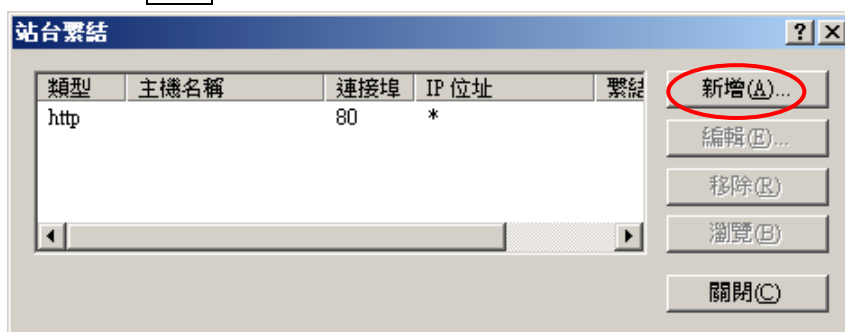 站台繫結
類型 主機名稱 連接埠 IP 位址 繫結
http 80 *
新增(A)...
編輯(E)...
移除(R)
瀏覽(B)
關閉(C)